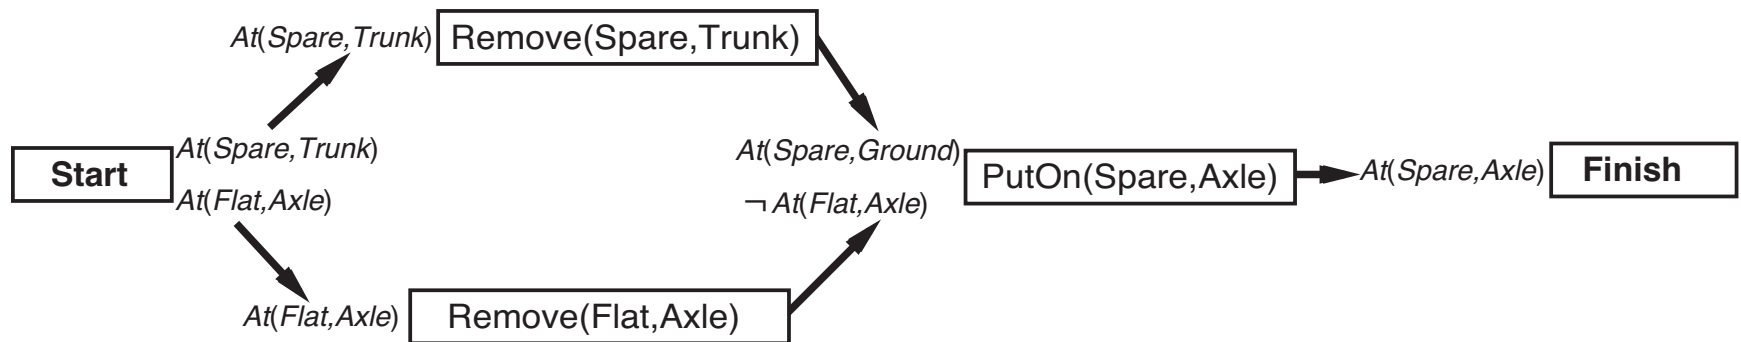 At(Spare,Trunk) Remove(Spare,Trunk)
Start At(Spare,Trunk)
At(Flat,Axle)
At(Flat,Axle) Remove(Flat,Axle)
At(Spare,Ground)
¬ At(Flat,Axle)
PutOn(Spare,Axle)
At(Spare,Axle) Finish